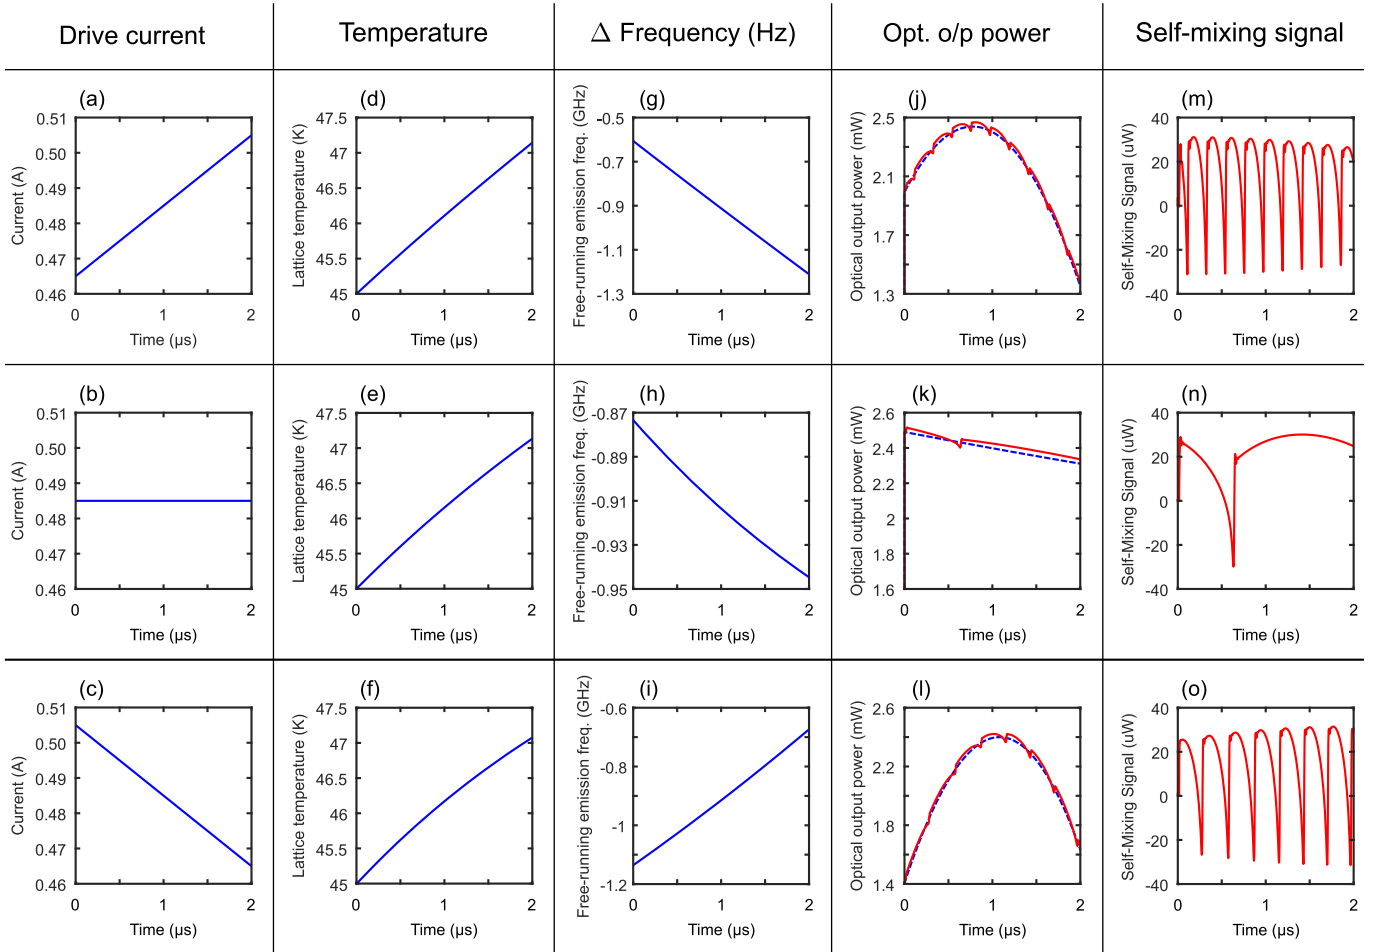 Drive current
Temperature
Δ Frequency (Hz)
Opt. o/p power
Self-mixing signal
(a)
Current (A)
0.51
0.50
0.49
0.48
0.47
0.46
0 1 2
Time (µs)
(d)
Lattice temperature (K)
47.5
47
46.5
46
45.5
45
0 1 2
Time (µs)
(g)
Free-running emission freq. (GHz)
-0.5
-0.7
-0.9
-1.1
-1.3
0 1 2
Time (µs)
(j)
Optical output power (mW)
2.5
2.1
1.7
1.3
0 1 2
Time (µs)
(m)
Self-Mixing Signal (uW)
40
20
0
-20
-40
0 1 2
Time (µs)
(b)
Current (A)
0.51
0.50
0.49
0.48
0.47
0.46
0 1 2
Time (µs)
(e)
Lattice temperature (K)
47.5
47
46.5
46
45.5
45
0 1 2
Time (µs)
(h)
Free-running emission freq. (GHz)
-0.87
-0.89
-0.91
-0.93
-0.95
0 1 2
Time (µs)
(k)
Optical output power (mW)
2.6
2.4
2.2
2
1.8
1.6
0 1 2
Time (µs)
(n)
Self-Mixing Signal (uW)
40
20
0
-20
-40
0 1 2
Time (µs)
(c)
Current (A)
0.51
0.50
0.49
0.48
0.47
0.46
0 1 2
Time (µs)
(f)
Lattice temperature (K)
47.5
47
46.5
46
45.5
45
0 1 2
Time (µs)
(i)
Free-running emission freq. (GHz)
-0.6
-0.8
-1
-1.2
0 1 2
Time (µs)
(l)
Optical output power (mW)
2.6
2.2
1.8
1.4
0 1 2
Time (µs)
(o)
Self-Mixing Signal (uW)
40
20
0
-20
-40
0 1 2
Time (µs)